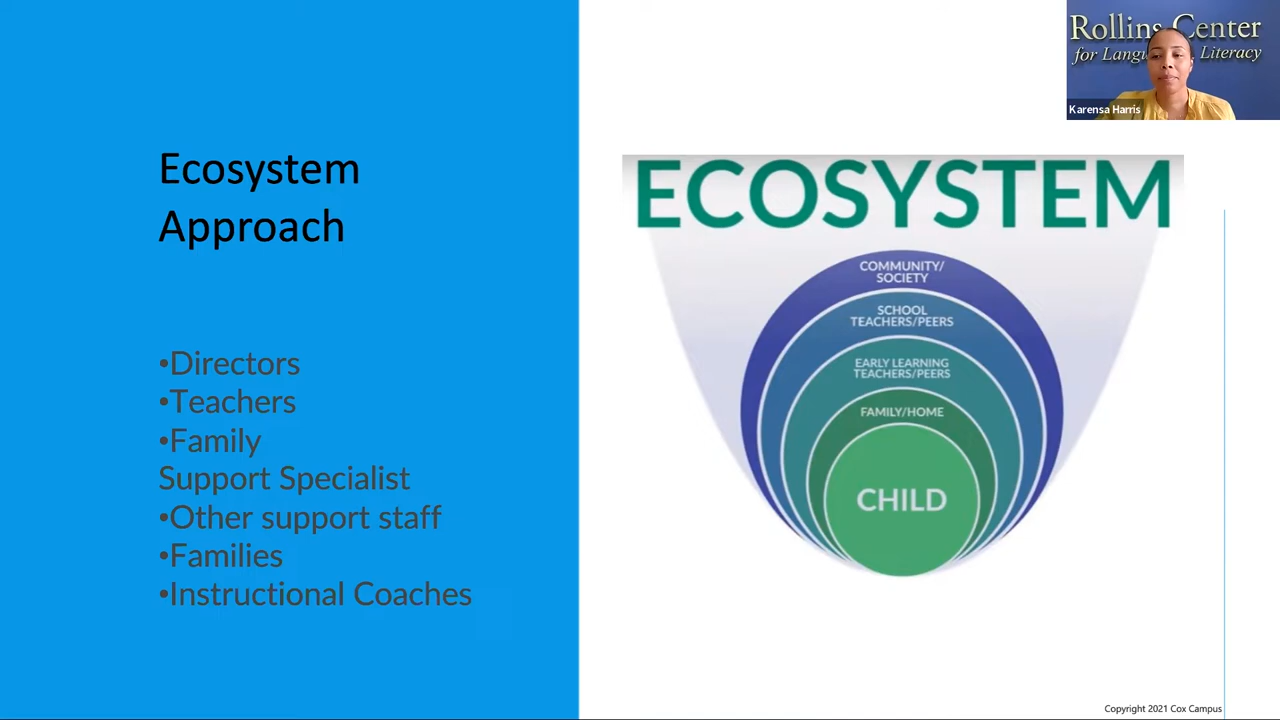 Rollins Center
for Language & Literacy
Karensa Harris
Ecosystem
Approach
•Directors
•Teachers
•Family
Support Specialist
•Other support staff
•Families
•Instructional Coaches
ECOSYSTEM
COMMUNITY/
SOCIETY
SCHOOL
TEACHERS/PEERS
EARLY LEARNING
TEACHERS/PEERS
FAMILY/HOME
CHILD
Copyright 2021 Cox Campus